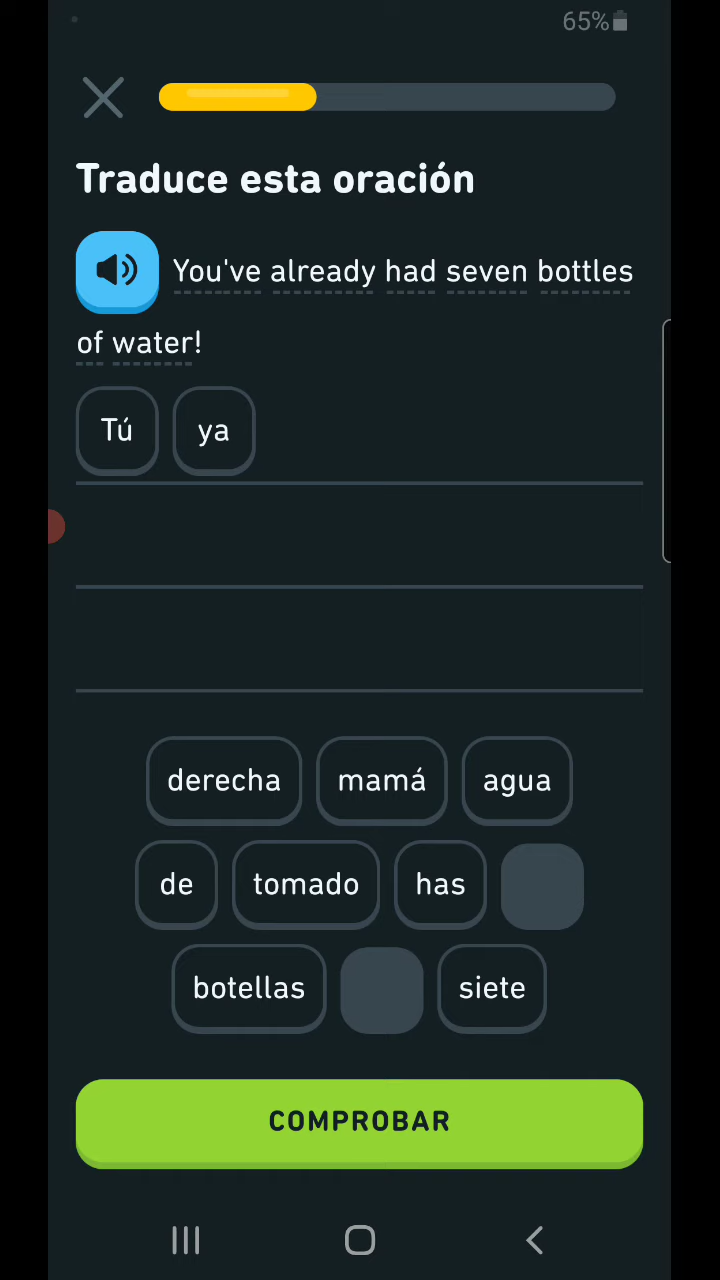 65%
Traduce esta oración
You've already had seven bottles
of water!
Tú ya
derecha mamá agua
de tomado has
botellas siete
COMPROBAR